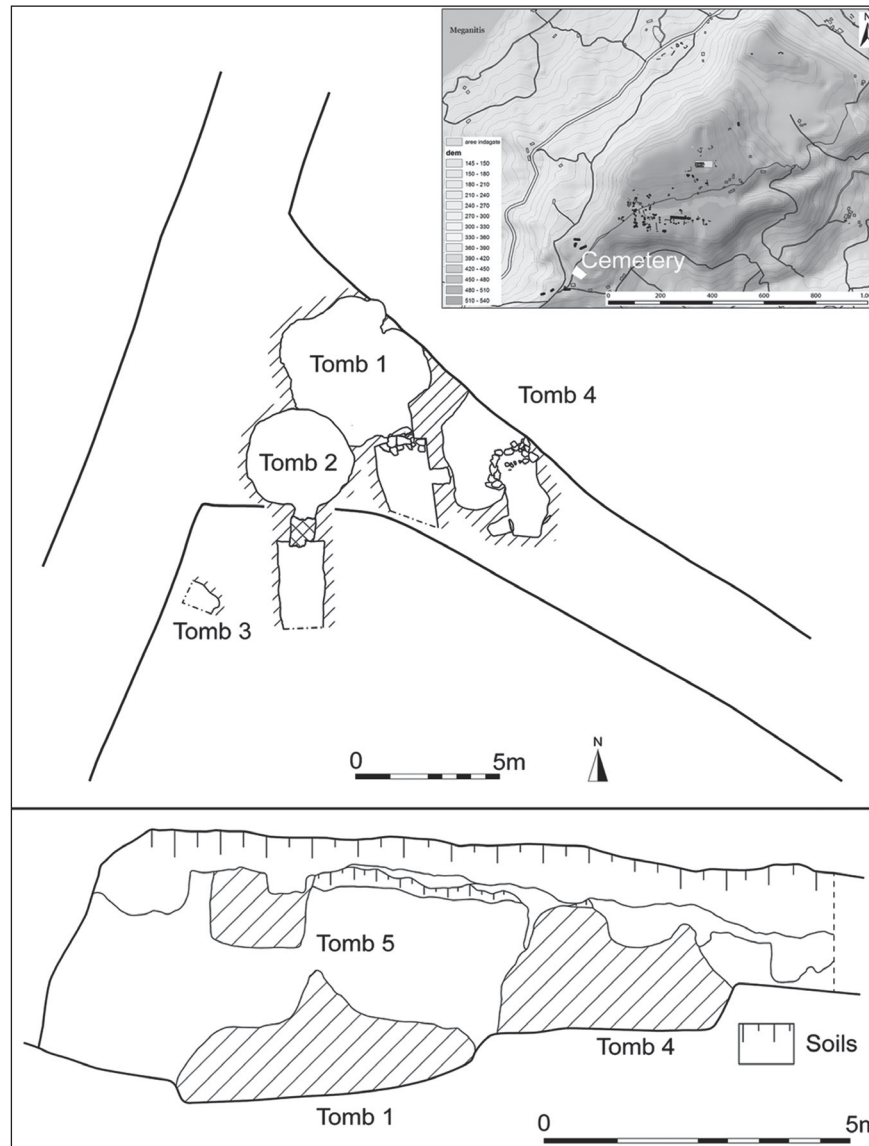 Meganitis
N
area indagate
dem
145 - 150
150 - 180
180 - 210
210 - 240
240 - 270
270 - 300
300 - 330
330 - 360
360 - 390
390 - 420
420 - 450
450 - 480
480 - 510
510 - 540
Cemetery
0 200 400 600 800
Tomb 1
Tomb 4
Tomb 2
Tomb 3
0 5m
N
Tomb 5
Tomb 4
Soils
Tomb 1
0 5m